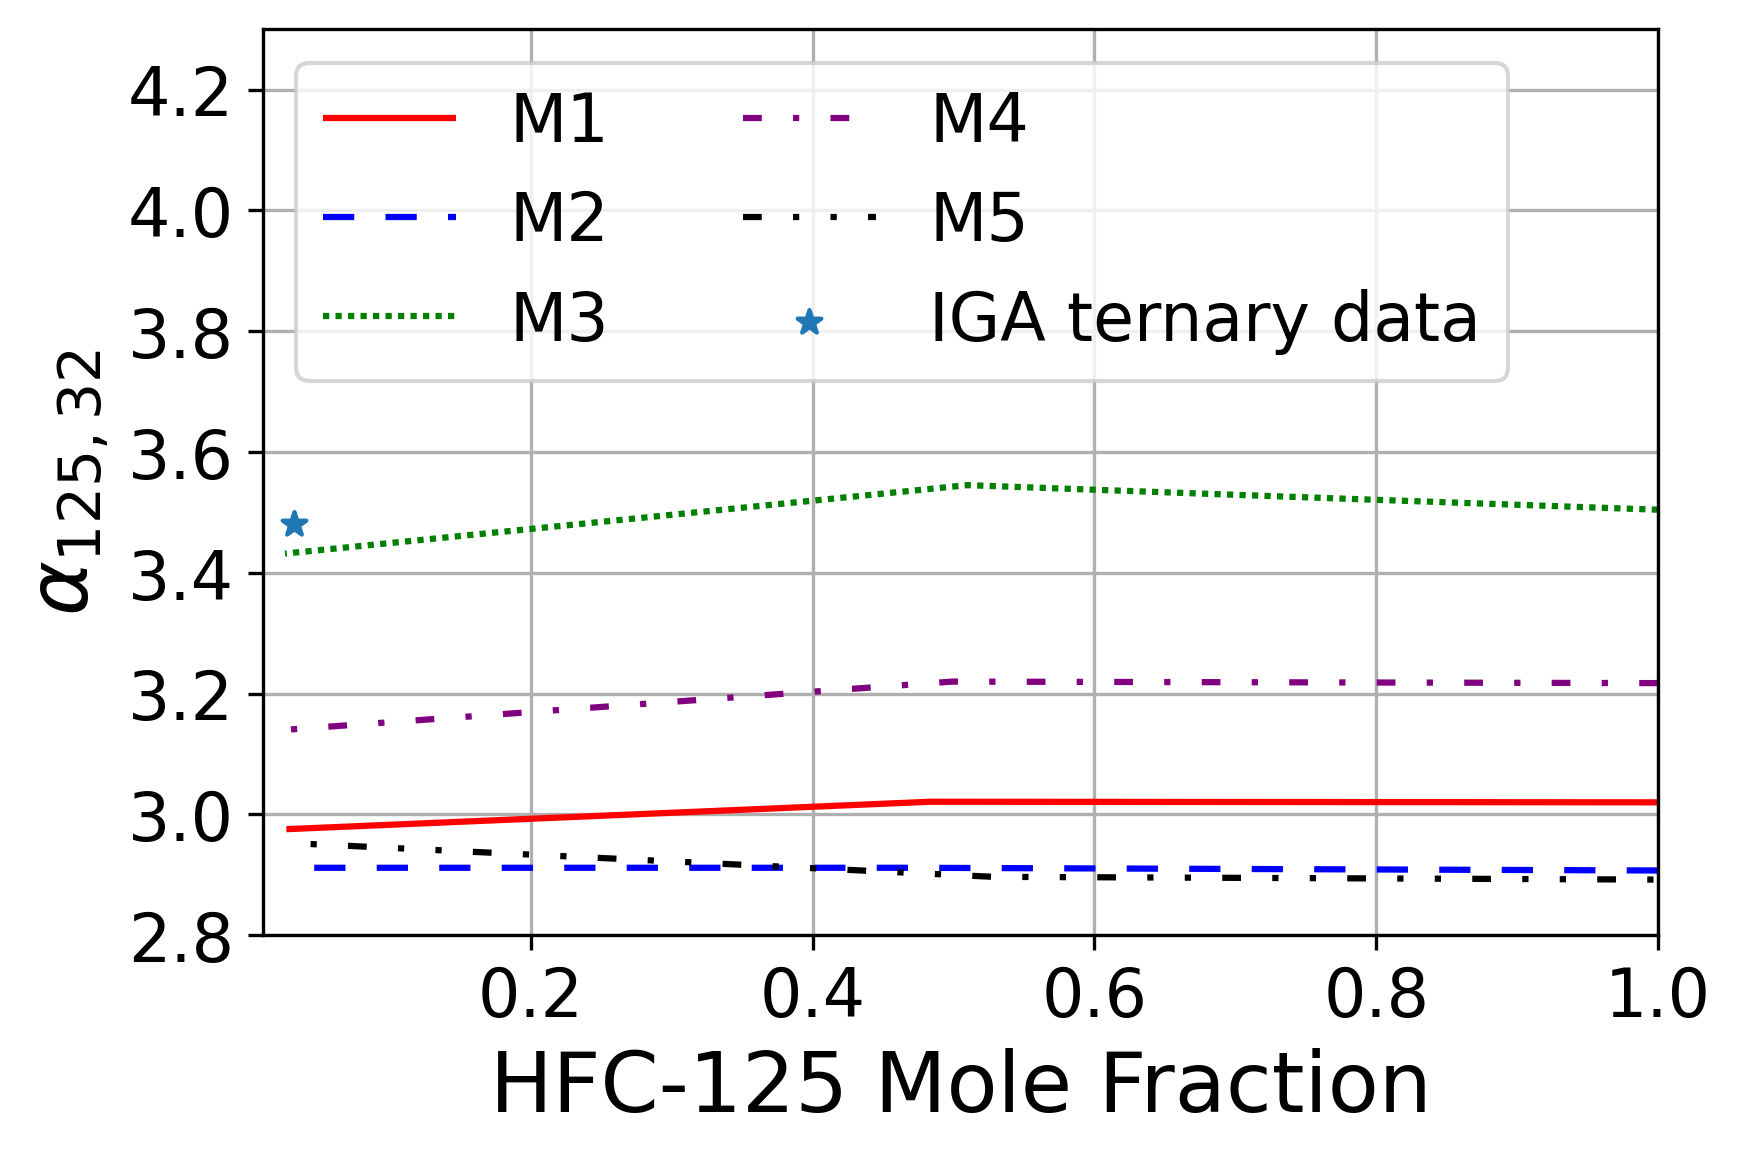 4.2
4.0
3.8
3.6
3.4
3.2
3.0
2.8
α125, 32
M1
M2
M3
M4
M5
IGA ternary data
0.2 0.4 0.6 0.8 1.0
HFC-125 Mole Fraction